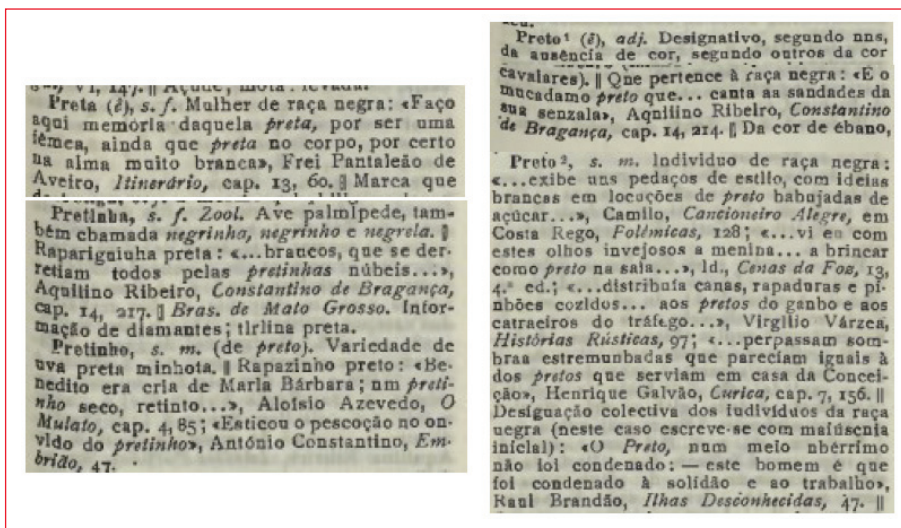 Preta (ê), s. f. Mulher de raça negra: «Faço
aqui memória daquela preta, por ser uma
fêmea, ainda que preta no corpo, por certo
na alma muito branca», Frei Pantaleão de
Aveiro, Itinerário, cap. 13, 60. || Marca que
Pretinha, s. f. Zool. Ave palmípede, tam-
bém chamada negrinha, negrinho e negrela. ||
Rapariguinha preta: «...brancos, que se der-
retiam todos pelas pretinhas núbeis...»,
Aquilino Ribeiro, Constantino de Bragança,
cap. 14, 217. || Bras. de Mato Grosso. Infor-
mação de diamantes; tirlina preta.
Pretinho, s. m. (de preto). Variedade de
uva preta minhota. || Rapazinho preto: «Be-
nedito era cria de Maria Bárbara; um preti-
nho seco, retinto...», Aloísio Azevedo, O
Mulato, cap. 4, 85; «Esticou o pescoção no ou-
vido do pretinho», António Constantino, Em-
brião, 47.
Preto¹ (ê), adj. Designativo, segundo uns,
da ausência de cor, segundo outros da cor
cavalares). || Que pertence à raça negra: «E o
mucadamo preto que... canta as sandades da
sua senzala», Aquilino Ribeiro, Constantino
de Bragança, cap. 14, 214. || Da cor de ébano,
Preto², s. m. Indivíduo de raça negra:
«...exibe uns pedaços de estilo, com ideias
brancas em locuções de preto babujadas de
açúcar...», Camilo, Cancioneiro Alegre, em
Costa Rego, Polémicas, 128; «...vi eu com
estes olhos invejosos a menina... a brincar
como preto na saia...», Id., Cenas da Foz, 13,
4.ª ed.; «...distribuía canas, rapaduras e pi-
nhões cozidos... aos pretos do ganho e aos
catraeiros do tráfego...», Virgílio Várzea,
Histórias Rústicas, 97; «...perpassam som-
bras estremunhadas que pareciam iguais à
dos pretos que serviam em casa da Concei-
ção», Henrique Galvão, Curica, cap. 7, 156. ||
Designação colectiva dos indivíduos da raça
negra (neste caso escreve-se com maiúscula
inicial): «O Preto, num meio ubérrimo
não foi condenado: — este homem é que
foi condenado à solidão e ao trabalho»,
Raul Brandão, Ilhas Desconhecidas, 47. ||